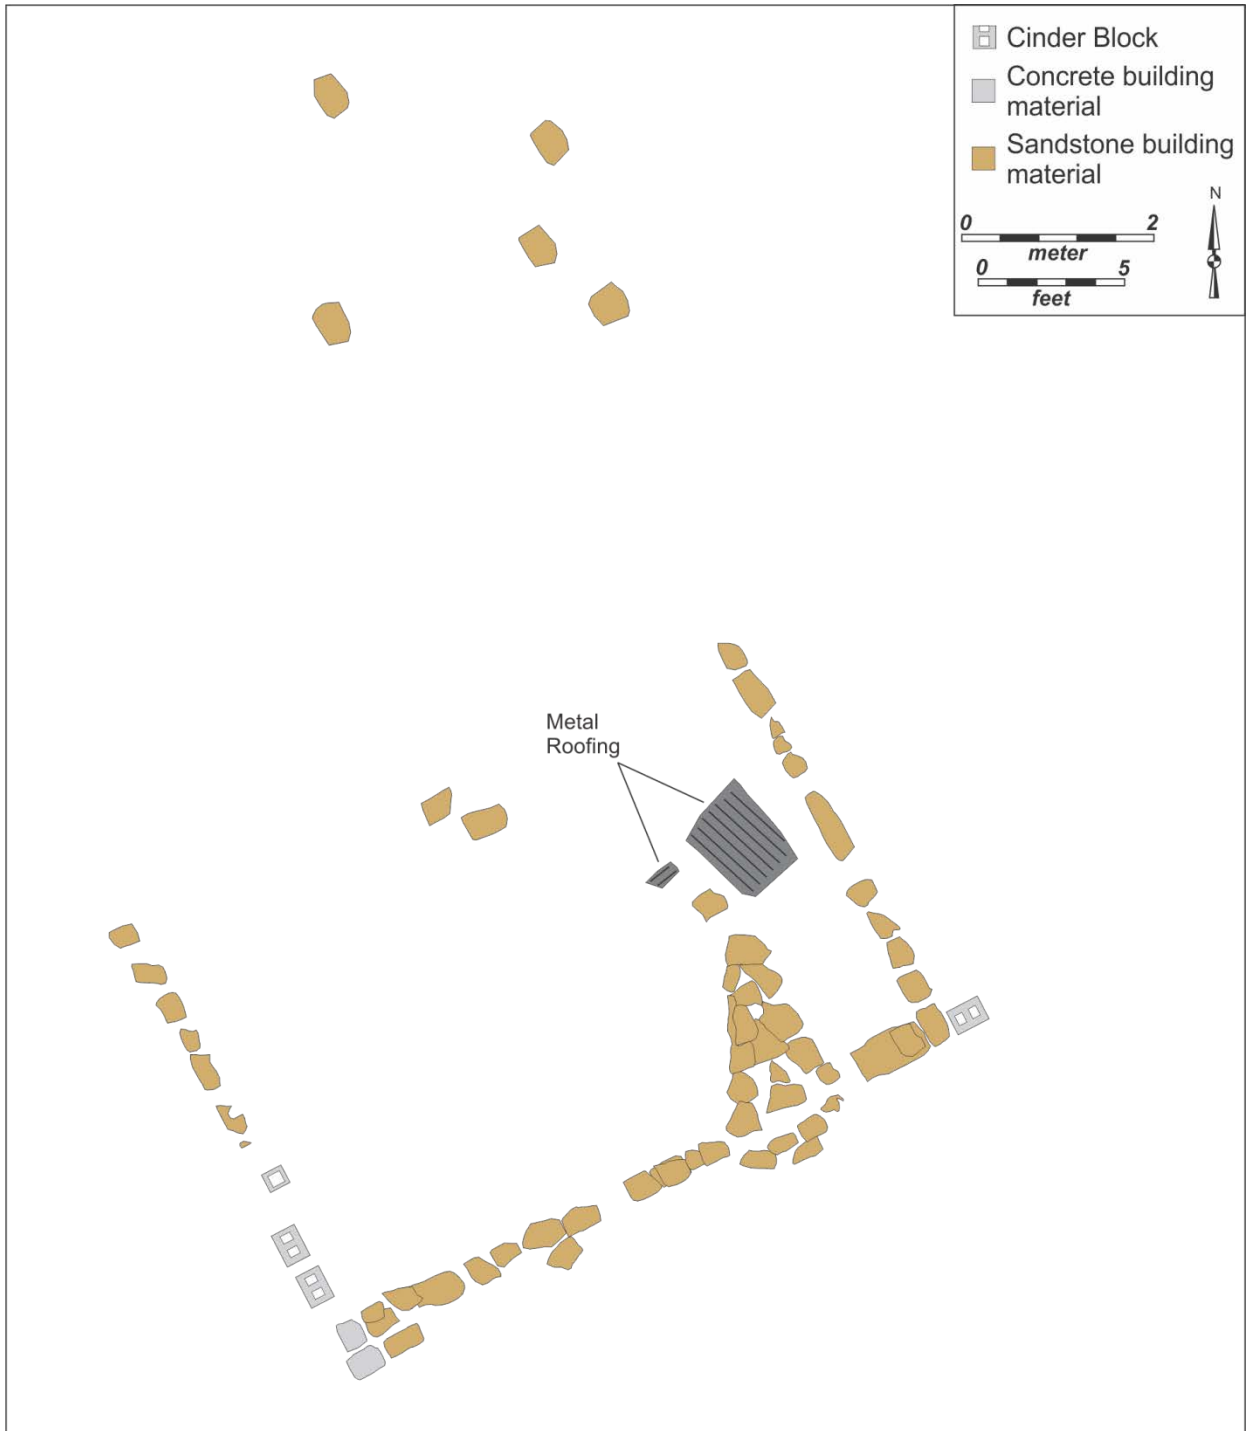 Cinder Block
Concrete building
material
Sandstone building
material
N
0 2
meter
0 5
feet
Metal
Roofing